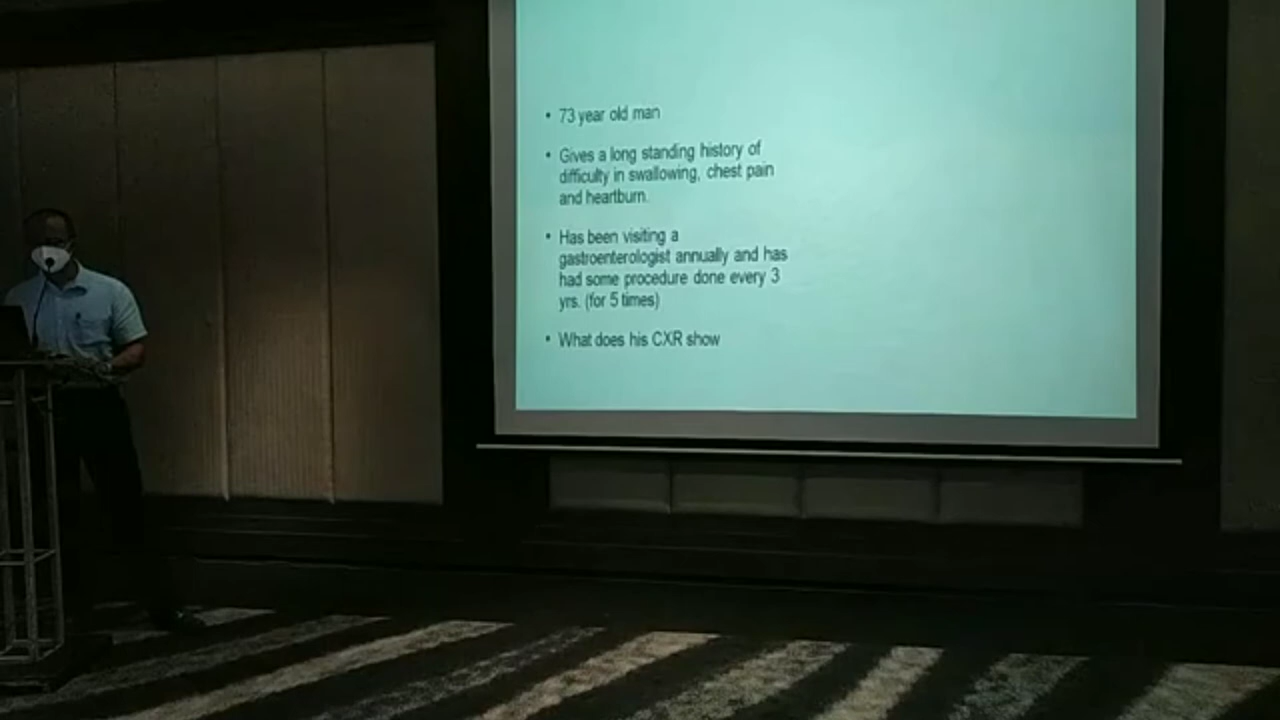 • 73 year old man
• Gives a long standing history of
difficulty in swallowing, chest pain
and heartburn.
• Has been visiting a
gastroenterologist annually and has
had some procedure done every 3
yrs. (for 5 times)
• What does his CXR show